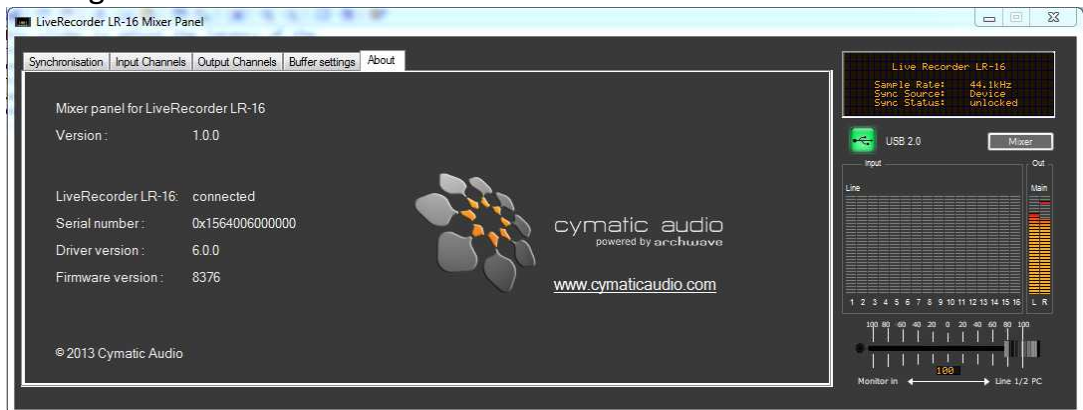 LiveRecorder LR-16 Mixer Panel
Synchronisation Input Channels Output Channels Buffer settings About
Mixer panel for LiveRecorder LR-16
Version : 1.0.0
LiveRecorder LR-16: connected
Serial number : 0x1564006000000
Driver version : 6.0.0
Firmware version : 8376
© 2013 Cymatic Audio
cymatic audio
powered by archwave
www.cymaticaudio.com
Live Recorder LR-16
Sample Rate: 44.1kHz
Sync Source: Device
Sync Status: unlocked
USB 2.0 Mixer
Input Out
Line Main
1 2 3 4 5 6 7 8 9 10 11 12 13 14 15 16 L R
100 80 60 40 20 0 20 40 60 80 100
100
Monitor in Line 1/2 PC